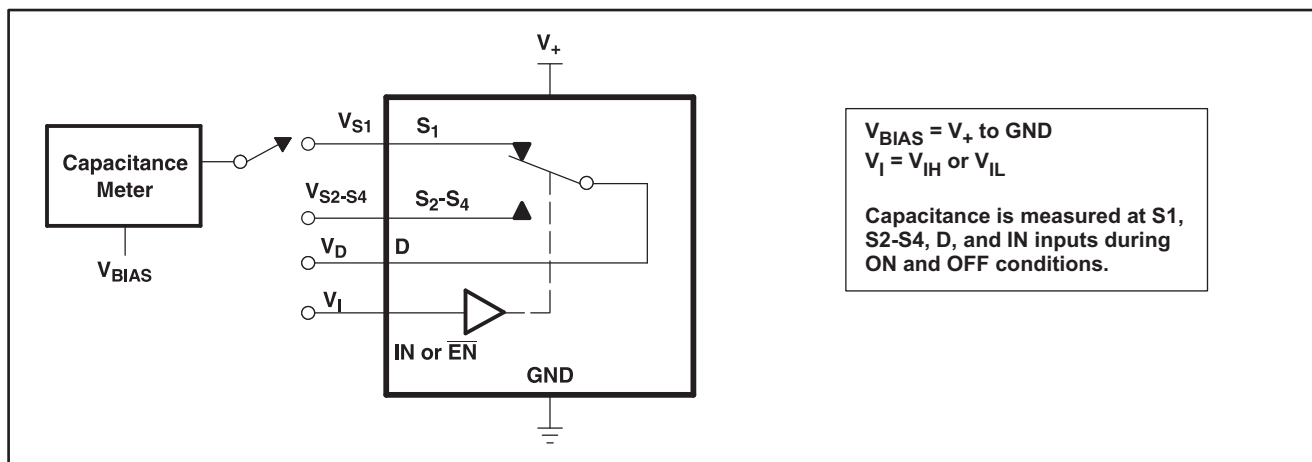 V+
VS1
S1
Capacitance
Meter
VS2-S4
S2-S4
VD
D
VBIAS
VI
IN or E̅N̅
GND
VBIAS = V+ to GND
VI = VIH or VIL
Capacitance is measured at S1,
S2-S4, D, and IN inputs during
ON and OFF conditions.